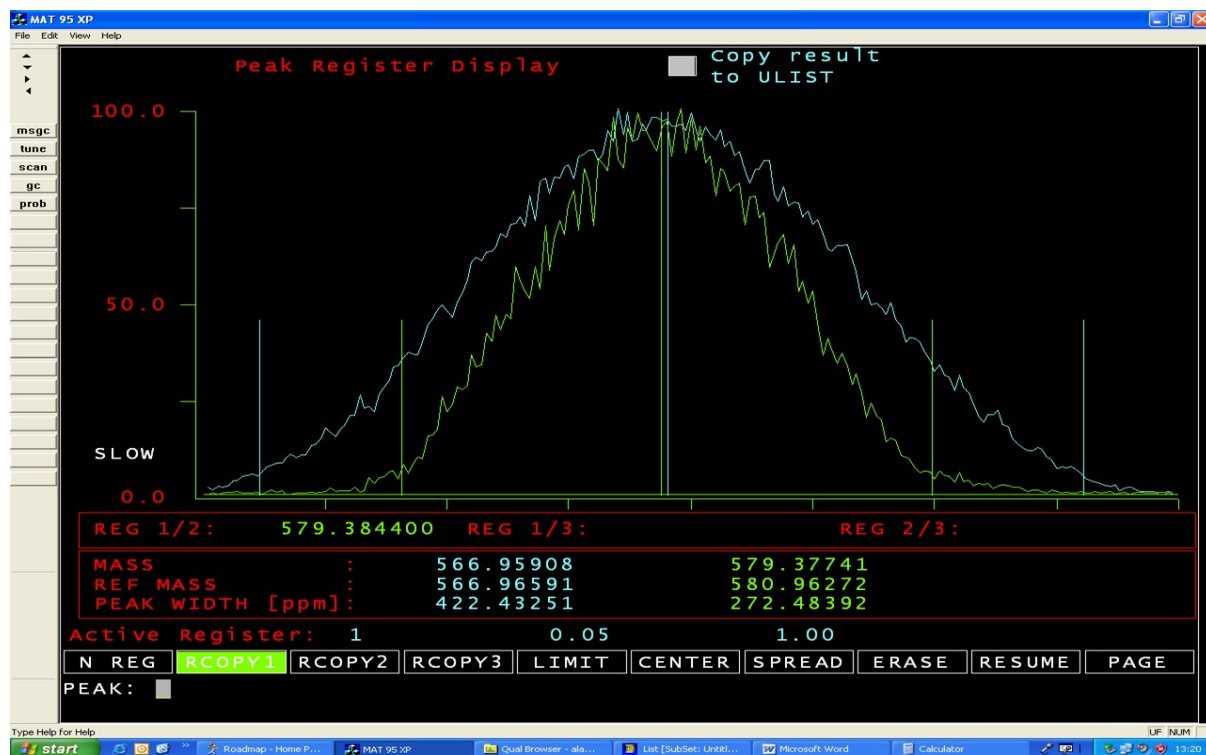 MAT 95 XP
File Edit View Help
Peak Register Display
Copy result
to ULIST
msgc
tune
scan
gc
prob
100.0
50.0
SLOW
0.0
REG 1/2: 579.384400 REG 1/3: REG 2/3:
MASS : 566.95908 579.37741
REF MASS : 566.96591 580.96272
PEAK WIDTH [ppm]: 422.43251 272.48392
Active Register: 1 0.05 1.00
N REG RCOPY1 RCOPY2 RCOPY3 LIMIT CENTER SPREAD ERASE RESUME PAGE
PEAK:
Type Help for Help UF NUM
start » Roadmap - Home P... MAT 95 XP Qual Browser - ala... List [SubSet: Untitl... Microsoft Word Calculator 13:20